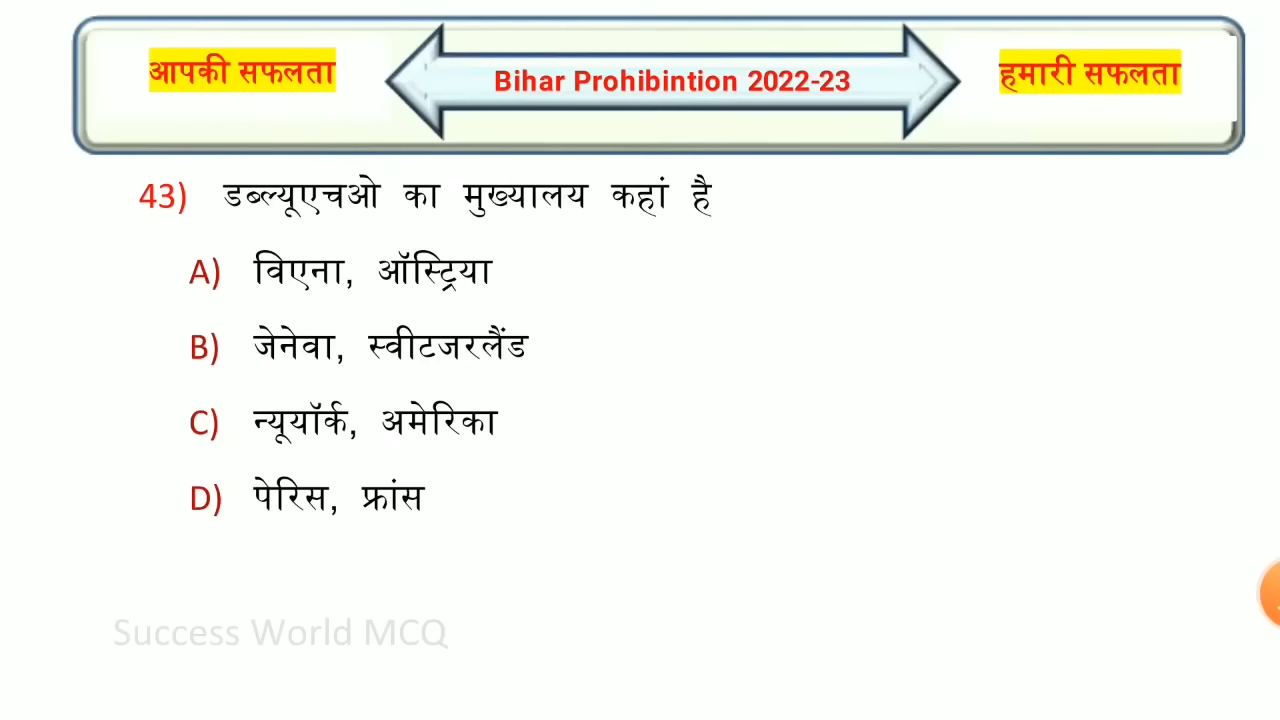 आपकी सफलता
Bihar Prohibintion 2022-23
हमारी सफलता
43) डब्ल्यूएचओ का मुख्यालय कहां है
A) विएना, ऑस्ट्रिया
B) जेनेवा, स्वीटजरलैंड
C) न्यूयॉर्क, अमेरिका
D) पेरिस, फ्रांस
Success World MCQ